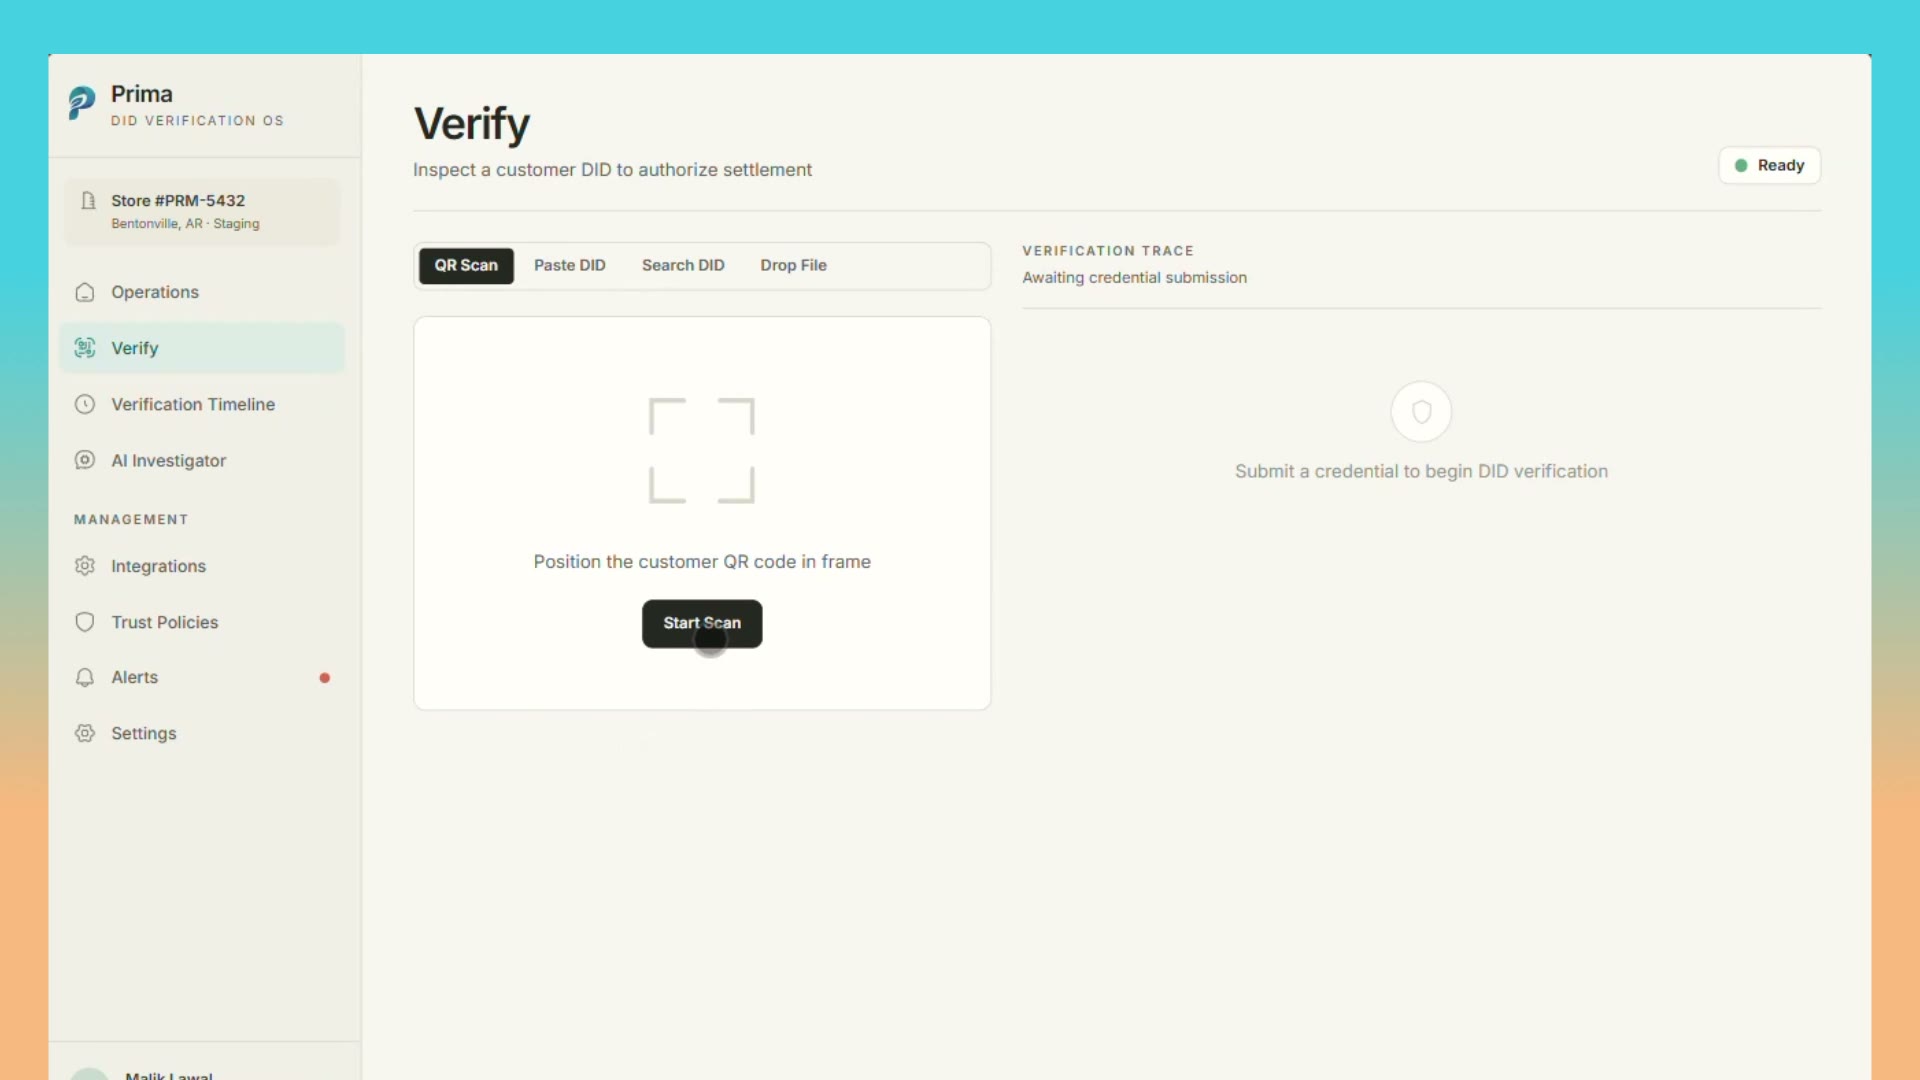 Prima
DID VERIFICATION OS
Store #PRM-5432
Bentonville, AR · Staging
Operations
Verify
Verification Timeline
AI Investigator
MANAGEMENT
Integrations
Trust Policies
Alerts
Settings
Malik Lawal
Verify
Inspect a customer DID to authorize settlement
Ready
QR Scan
Paste DID
Search DID
Drop File
Position the customer QR code in frame
Start Scan
VERIFICATION TRACE
Awaiting credential submission
Submit a credential to begin DID verification